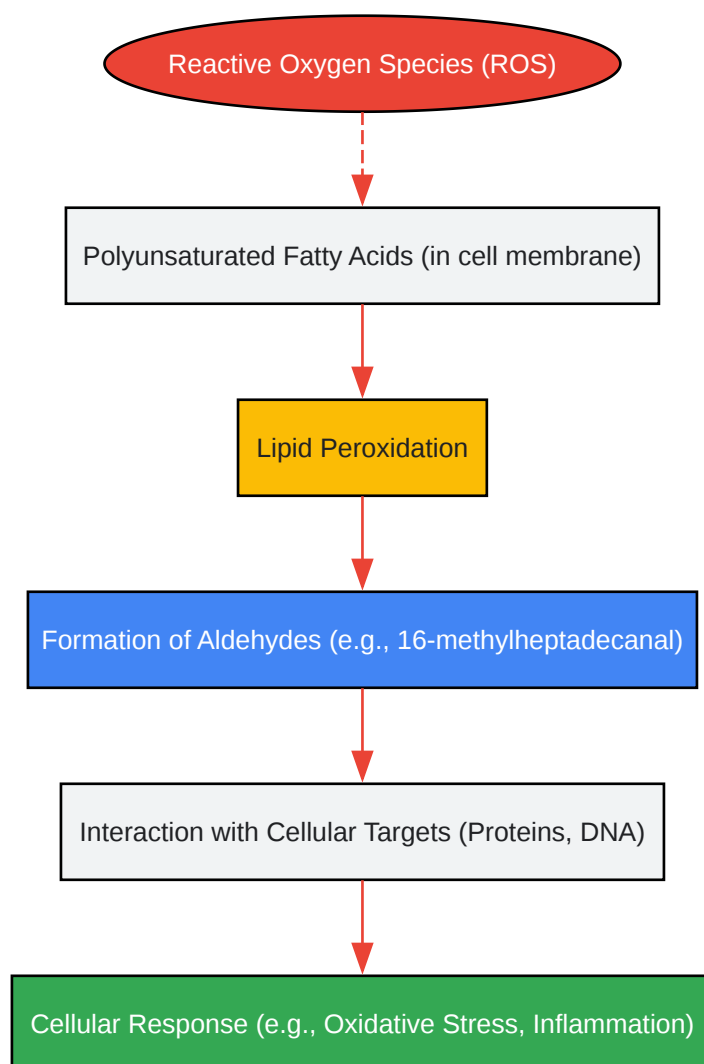 Reactive Oxygen Species (ROS)
Polyunsaturated Fatty Acids (in cell membrane)
Lipid Peroxidation
Formation of Aldehydes (e.g., 16-methylheptadecanal)
Interaction with Cellular Targets (Proteins, DNA)
Cellular Response (e.g., Oxidative Stress, Inflammation)